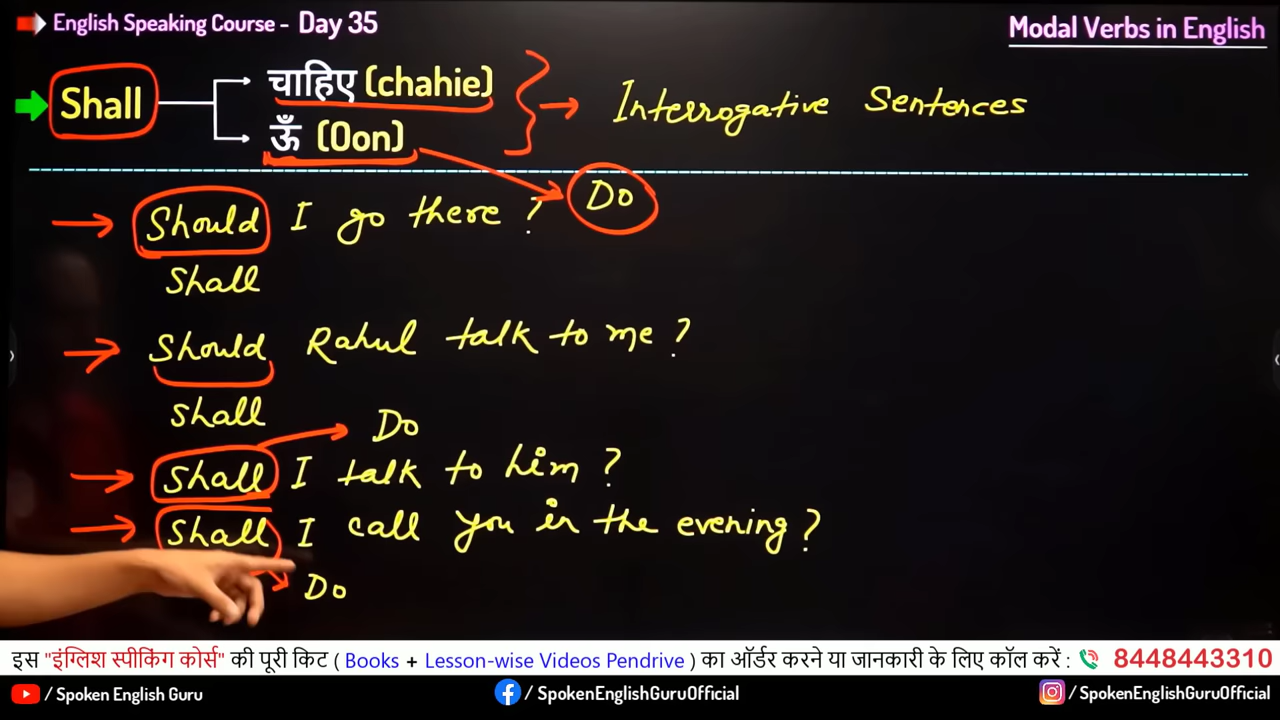 English Speaking Course - Day 35
Modal Verbs in English
Shall
चाहिए (chahie)
ऊँ (Oon)
Interrogative Sentences
Should I go there ? Do
Shall
Should Rahul talk to me ?
Shall
Do
Shall I talk to him ?
Shall I call you in the evening ?
Do
इस "इंग्लिश स्पीकिंग कोर्स" की पूरी किट ( Books + Lesson-wise Videos Pendrive ) का ऑर्डर करने या जानकारी के लिए कॉल करें : 8448443310
/ Spoken English Guru /SpokenEnglishGuruOfficial / SpokenEnglishGuruOfficial